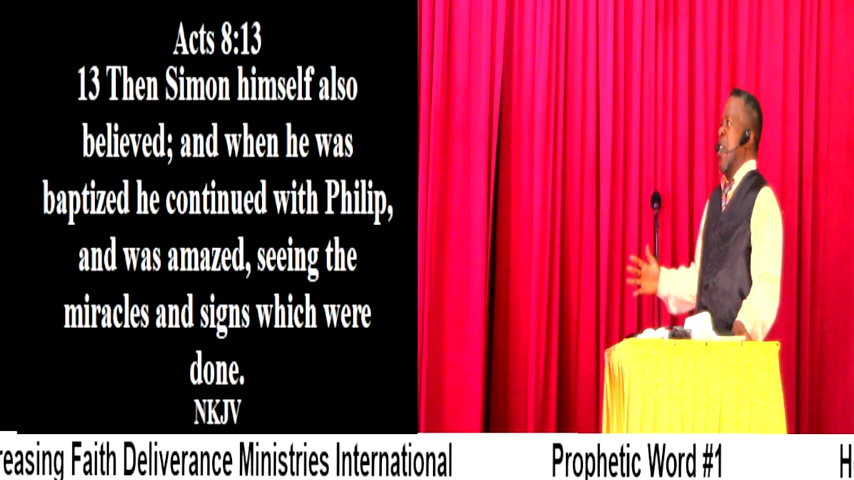 Acts 8:13
13 Then Simon himself also
believed; and when he was
baptized he continued with Philip,
and was amazed, seeing the
miracles and signs which were
done.
NKJV
reasing Faith Deliverance Ministries International Prophetic Word #1 H